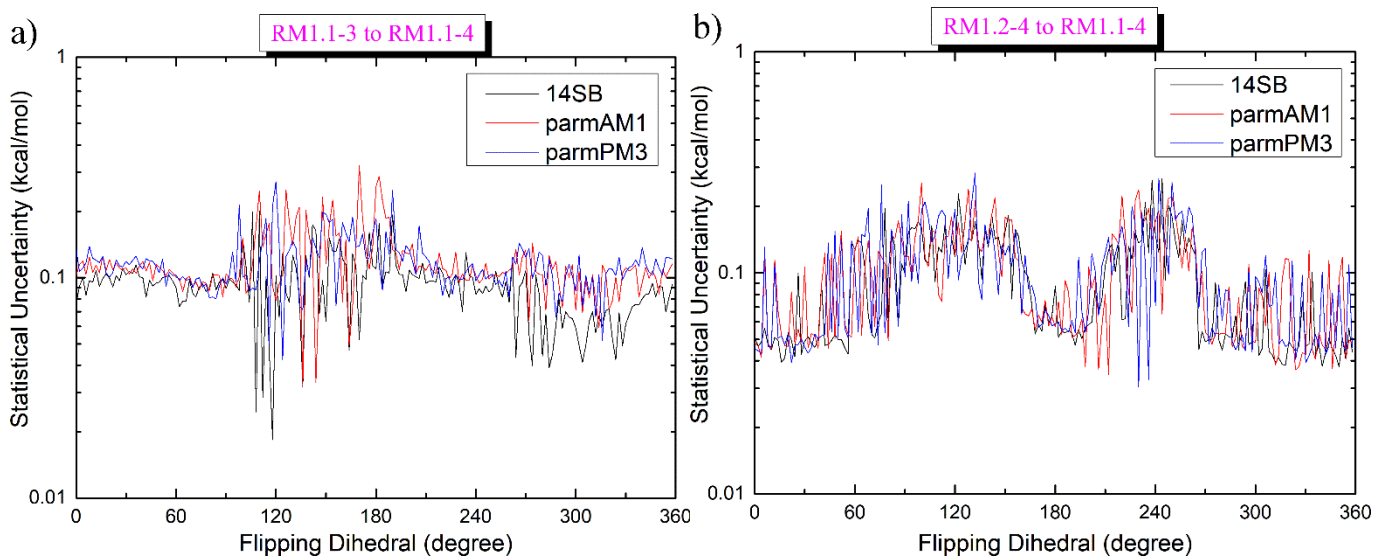 a)
RM1.1-3 to RM1.1-4
1
0.1
0.01
Statistical Uncertainty (kcal/mol)
14SB
parmAM1
parmPM3
0 60 120 180 240 300 360
Flipping Dihedral (degree)
b)
RM1.2-4 to RM1.1-4
1
0.1
0.01
Statistical Uncertainty (kcal/mol)
14SB
parmAM1
parmPM3
0 60 120 180 240 300 360
Flipping Dihedral (degree)